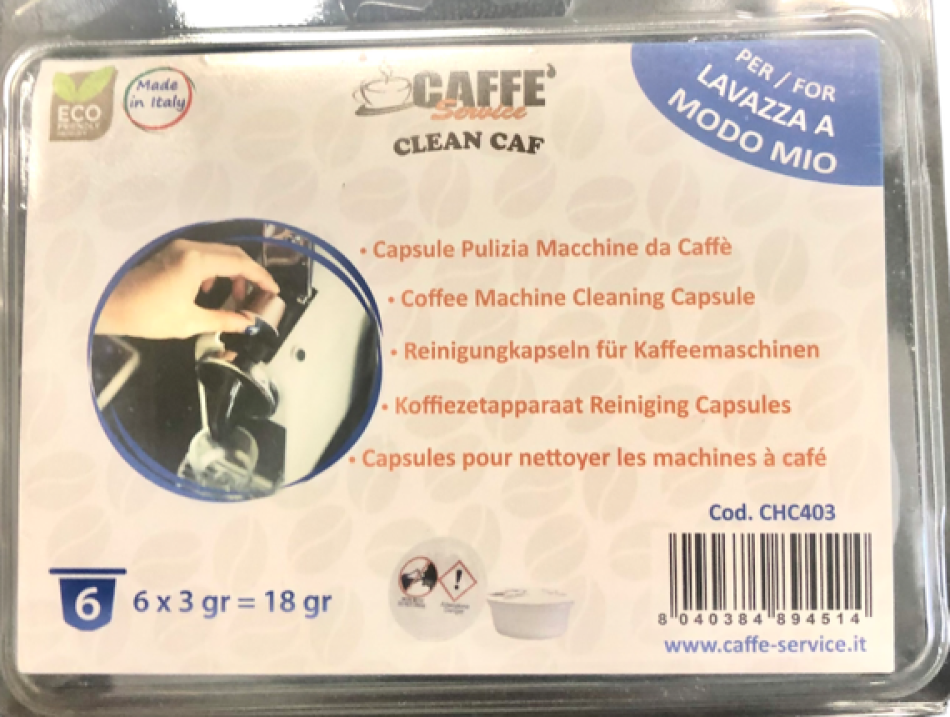 ECO
FRIENDLY
Made
in Italy
CAFFE'
Service
CLEAN CAF
PER / FOR
LAVAZZA A
MODO MIO
• Capsule Pulizia Macchine da Caffè
• Coffee Machine Cleaning Capsule
• Reinigungkapseln für Kaffeemaschinen
• Koffiezetapparaat Reiniging Capsules
• Capsules pour nettoyer les machines à café
Cod. CHC403
6
6 x 3 gr = 18 gr
8 040384 894514
www.caffe-service.it